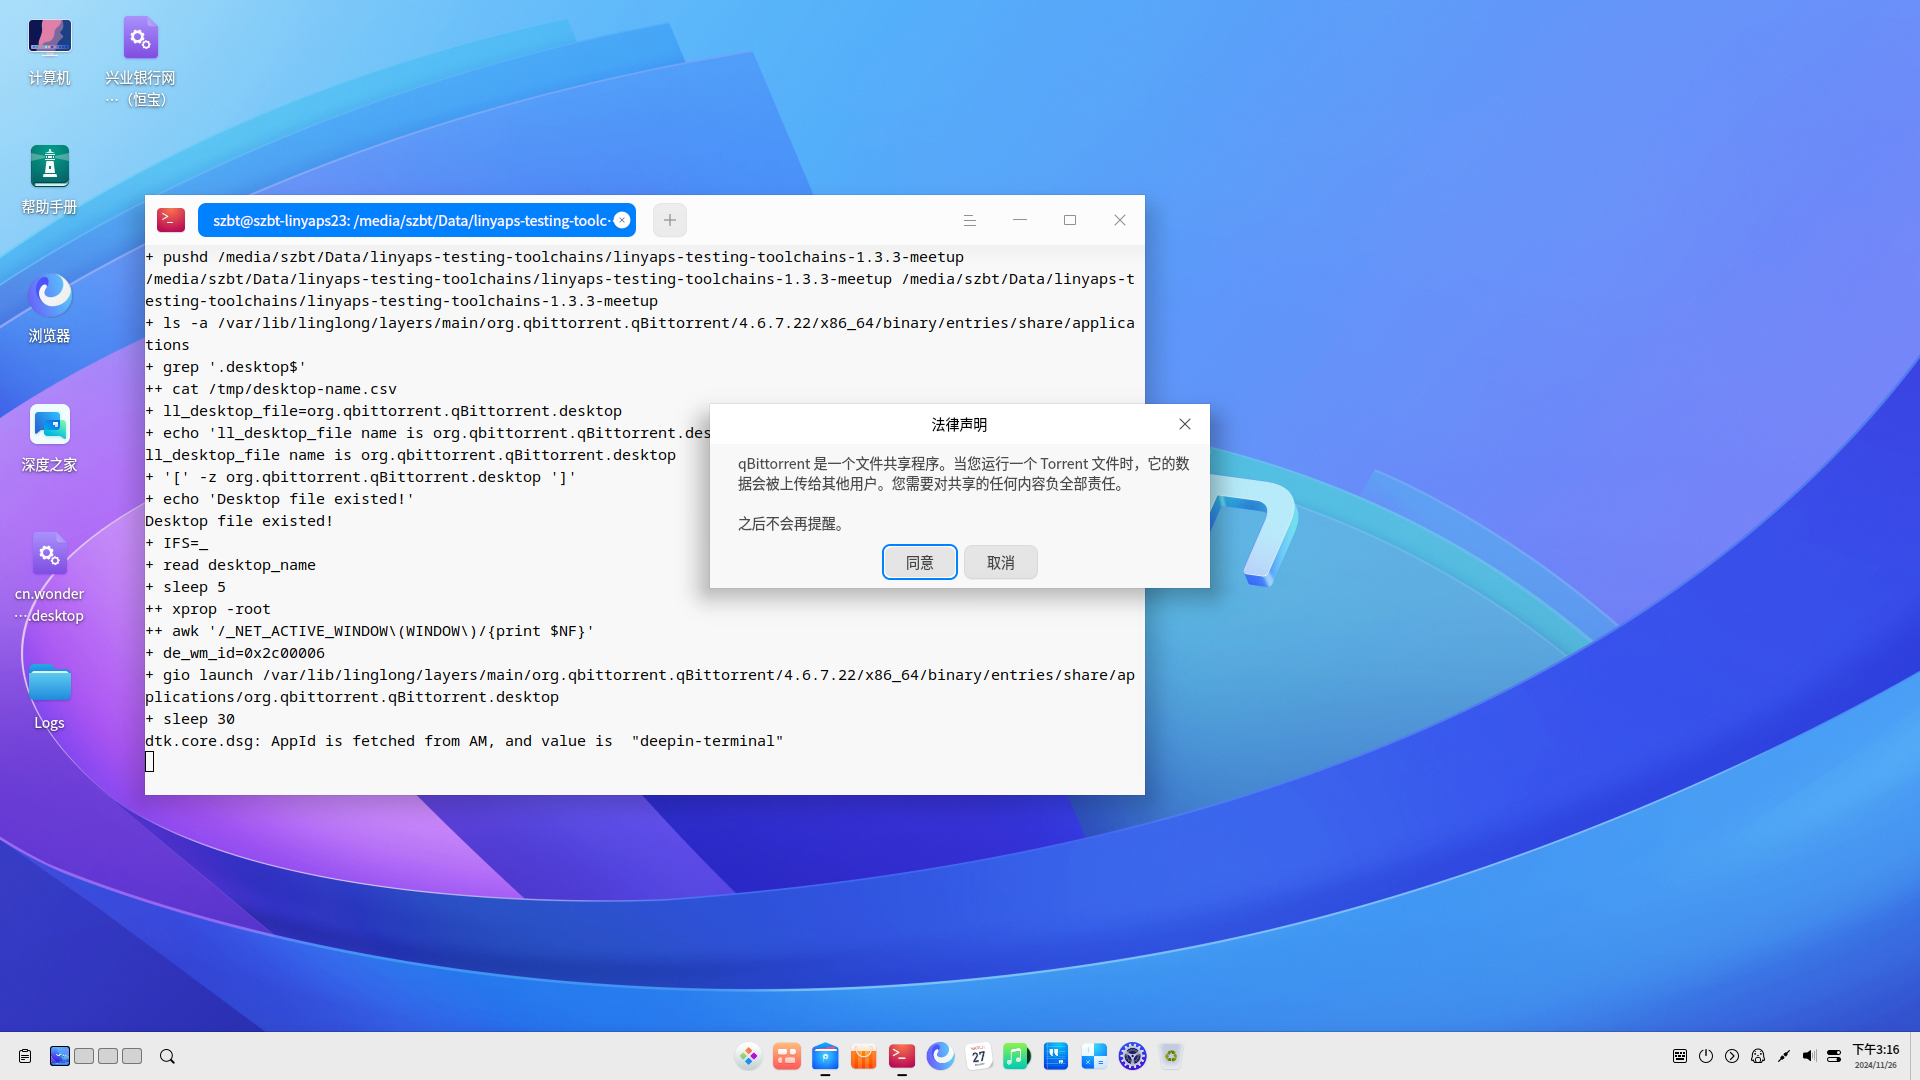 计算机
兴业银行网
…（恒宝）
帮助手册
浏览器
深度之家
cn.wonder
….desktop
Logs
szbt@szbt-linyaps23: /media/szbt/Data/linyaps-testing-toolc·
+ pushd /media/szbt/Data/linyaps-testing-toolchains/linyaps-testing-toolchains-1.3.3-meetup
/media/szbt/Data/linyaps-testing-toolchains/linyaps-testing-toolchains-1.3.3-meetup /media/szbt/Data/linyaps-t
esting-toolchains/linyaps-testing-toolchains-1.3.3-meetup
+ ls -a /var/lib/linglong/layers/main/org.qbittorrent.qBittorrent/4.6.7.22/x86_64/binary/entries/share/applica
tions
+ grep '.desktop$'
++ cat /tmp/desktop-name.csv
+ ll_desktop_file=org.qbittorrent.qBittorrent.desktop
+ echo 'll_desktop_file name is org.qbittorrent.qBittorrent.des
ll_desktop_file name is org.qbittorrent.qBittorrent.desktop
+ '[' -z org.qbittorrent.qBittorrent.desktop ']'
+ echo 'Desktop file existed!'
Desktop file existed!
+ IFS=_
+ read desktop_name
+ sleep 5
++ xprop -root
++ awk '/_NET_ACTIVE_WINDOW\(WINDOW\)/{print $NF}'
+ de_wm_id=0x2c00006
+ gio launch /var/lib/linglong/layers/main/org.qbittorrent.qBittorrent/4.6.7.22/x86_64/binary/entries/share/ap
plications/org.qbittorrent.qBittorrent.desktop
+ sleep 30
dtk.core.dsg: AppId is fetched from AM, and value is  "deepin-terminal"
法律声明
qBittorrent 是一个文件共享程序。当您运行一个 Torrent 文件时，它的数
据会被上传给其他用户。您需要对共享的任何内容负全部责任。
之后不会再提醒。
同意
取消
27
下午3:16
2024/11/26